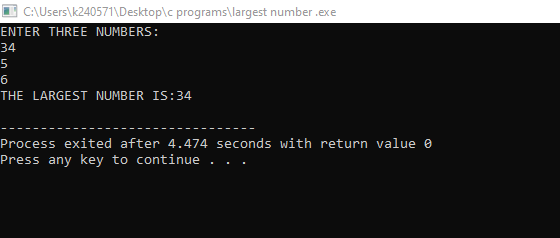 C:\Users\k240571\Desktop\c programs\largest number .exe
ENTER THREE NUMBERS:
34
5
6
THE LARGEST NUMBER IS:34
--------------------------------
Process exited after 4.474 seconds with return value 0
Press any key to continue . . .